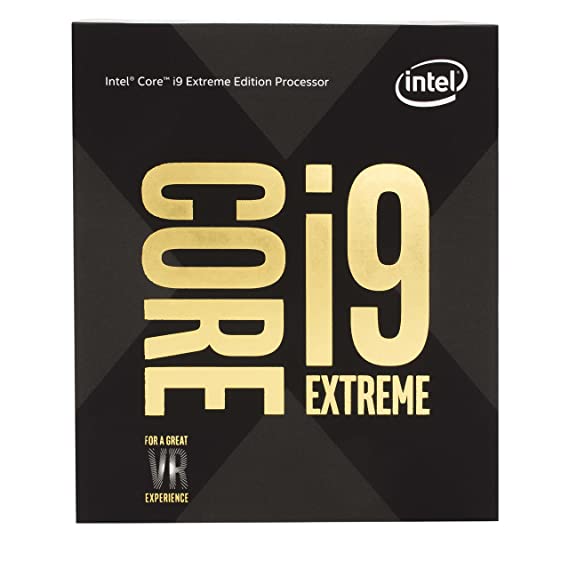 Intel® Core™ i9 Extreme Edition Processor
intel®
CORE i9
EXTREME
FOR A GREAT
VR
EXPERIENCE